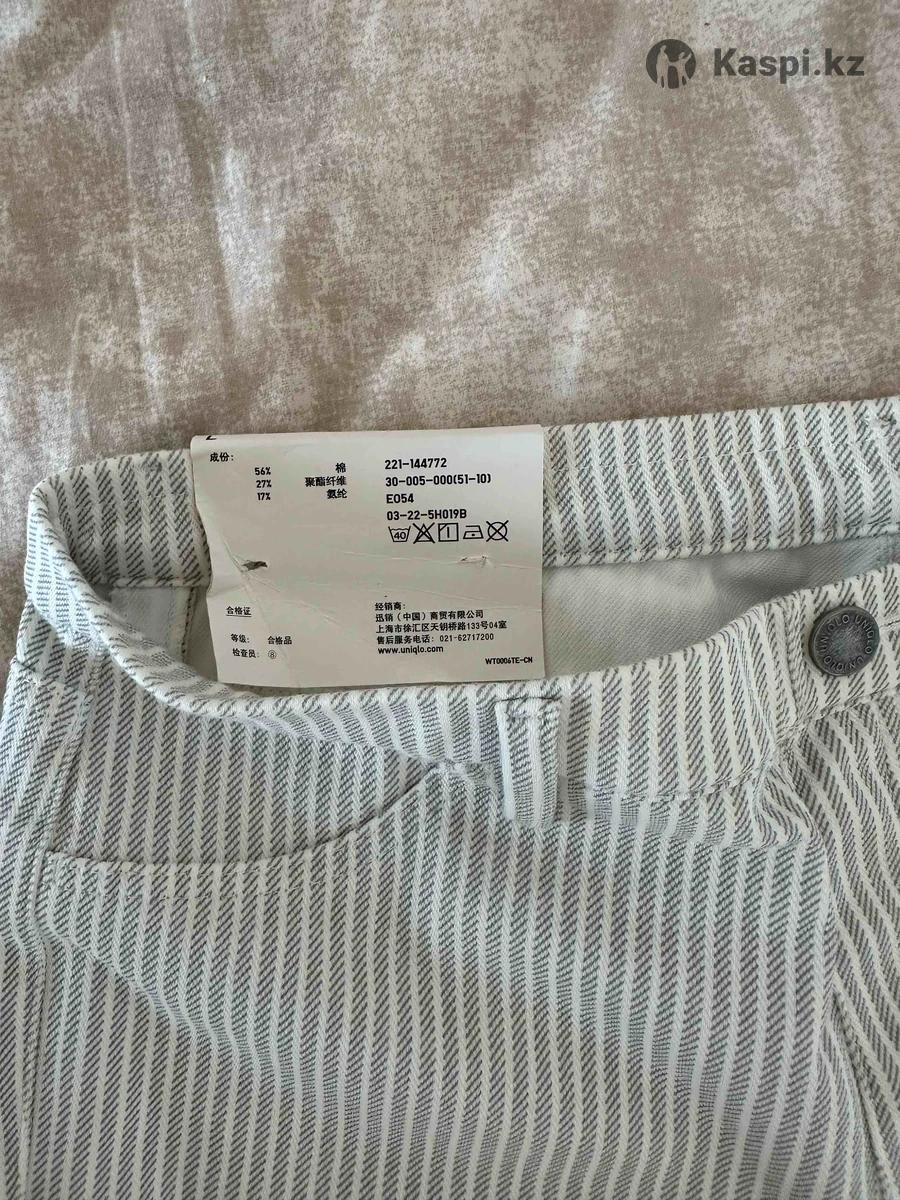 Kaspi.kz
成份：
56% 棉
27% 聚酯纤维
17% 氨纶
221-144772
30-005-000(51-10)
E054
03-22-5H019B
40
合格证
等级： 合格品
检查员： ⑧
经销商：
迅销（中国）商贸有限公司
上海市徐汇区天钥桥路133号04室
售后服务电话：021-62717200
www.uniqlo.com
WT0006TE-CN
UNIQLO UNIQLO UNIQLO